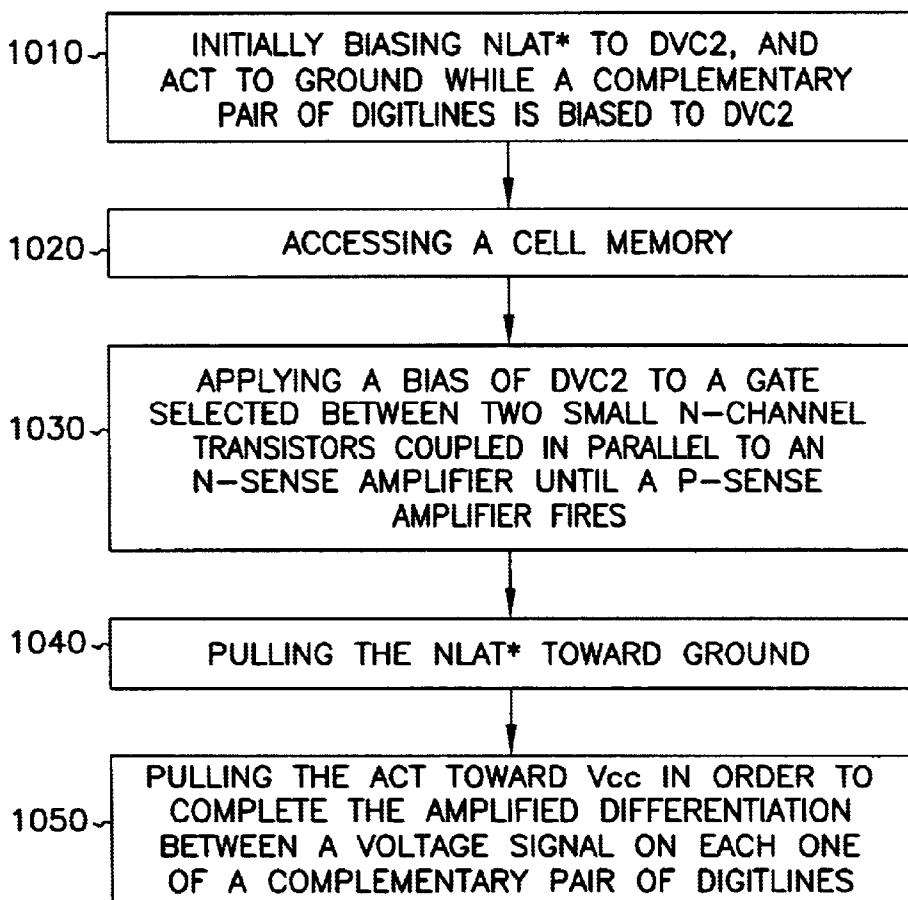 1010
INITIALLY BIASING NLAT* TO DVC2, AND
ACT TO GROUND WHILE A COMPLEMENTARY
PAIR OF DIGITLINES IS BIASED TO DVC2
1020
ACCESSING A CELL MEMORY
1030
APPLYING A BIAS OF DVC2 TO A GATE
SELECTED BETWEEN TWO SMALL N-CHANNEL
TRANSISTORS COUPLED IN PARALLEL TO AN
N-SENSE AMPLIFIER UNTIL A P-SENSE
AMPLIFIER FIRES
1040
PULLING THE NLAT* TOWARD GROUND
1050
PULLING THE ACT TOWARD Vcc IN ORDER TO
COMPLETE THE AMPLIFIED DIFFERENTIATION
BETWEEN A VOLTAGE SIGNAL ON EACH ONE
OF A COMPLEMENTARY PAIR OF DIGITLINES